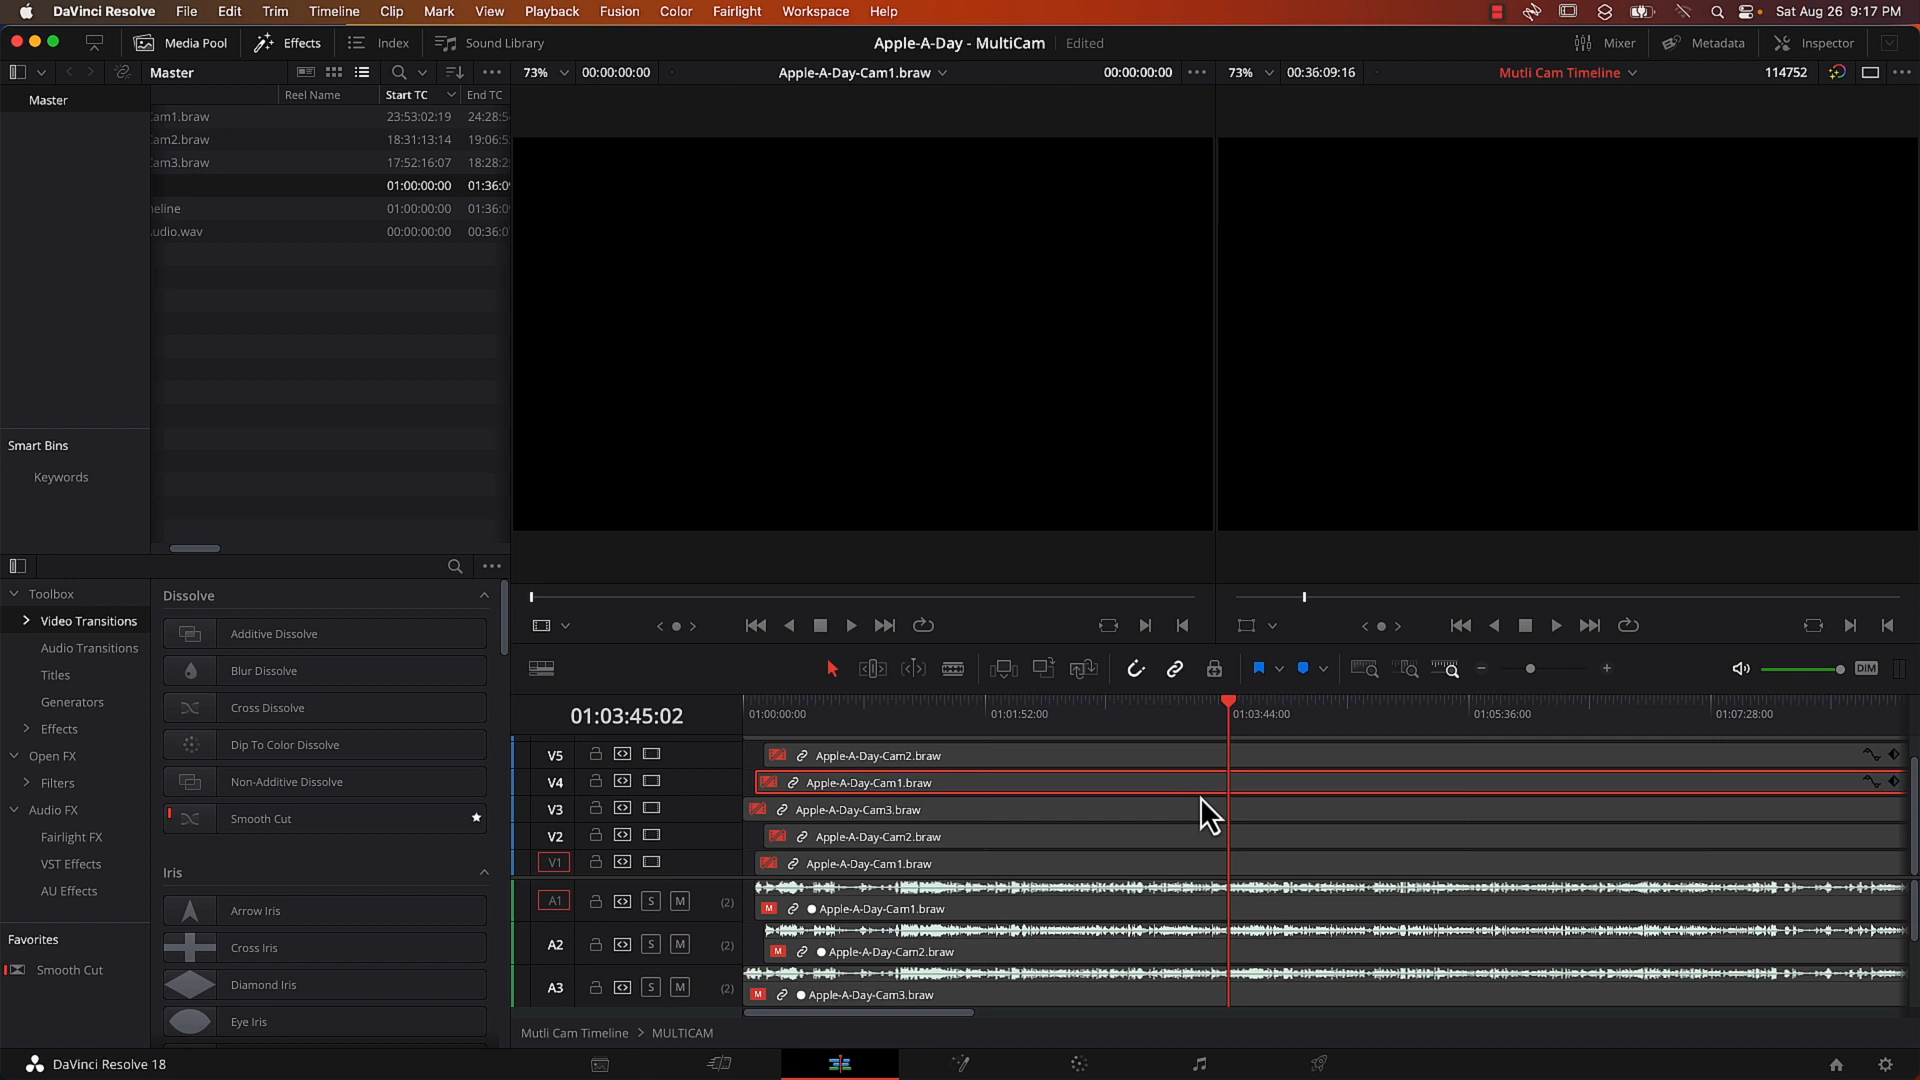 DaVinci Resolve File Edit Trim Timeline Clip Mark View Playback Fusion Color Fairlight Workspace Help Sat Aug 26 9:17 PM
Media Pool Effects Index Sound Library Apple-A-Day - MultiCam Edited Mixer Metadata Inspector
Master 73% 00:00:00:00 Apple-A-Day-Cam1.braw 00:00:00:00 73% 00:36:09:16 Mutli Cam Timeline 114752
Master
Reel Name Start TC End TC
am1.braw 23:53:02:19 24:28:5
am2.braw 18:31:13:14 19:06:5
am3.braw 17:52:16:07 18:28:2
01:00:00:00 01:36:0
eline 01:00:00:00 01:36:0
udio.wav 00:00:00:00 00:36:0
Smart Bins
Keywords
Toolbox
Video Transitions
Audio Transitions
Titles
Generators
Effects
Open FX
Filters
Audio FX
Fairlight FX
VST Effects
AU Effects
Favorites
Smooth Cut
Dissolve
Additive Dissolve
Blur Dissolve
Cross Dissolve
Dip To Color Dissolve
Non-Additive Dissolve
Smooth Cut
Iris
Arrow Iris
Cross Iris
Diamond Iris
Eye Iris
DIM
01:03:45:02 01:00:00:00 01:01:52:00 01:03:44:00 01:05:36:00 01:07:28:00
V5 Apple-A-Day-Cam2.braw
V4 Apple-A-Day-Cam1.braw
V3 Apple-A-Day-Cam3.braw
V2 Apple-A-Day-Cam2.braw
V1 Apple-A-Day-Cam1.braw
A1 S M (2)
M Apple-A-Day-Cam1.braw
A2 S M (2)
M Apple-A-Day-Cam2.braw
A3 S M (2)
M Apple-A-Day-Cam3.braw
Mutli Cam Timeline > MULTICAM
DaVinci Resolve 18